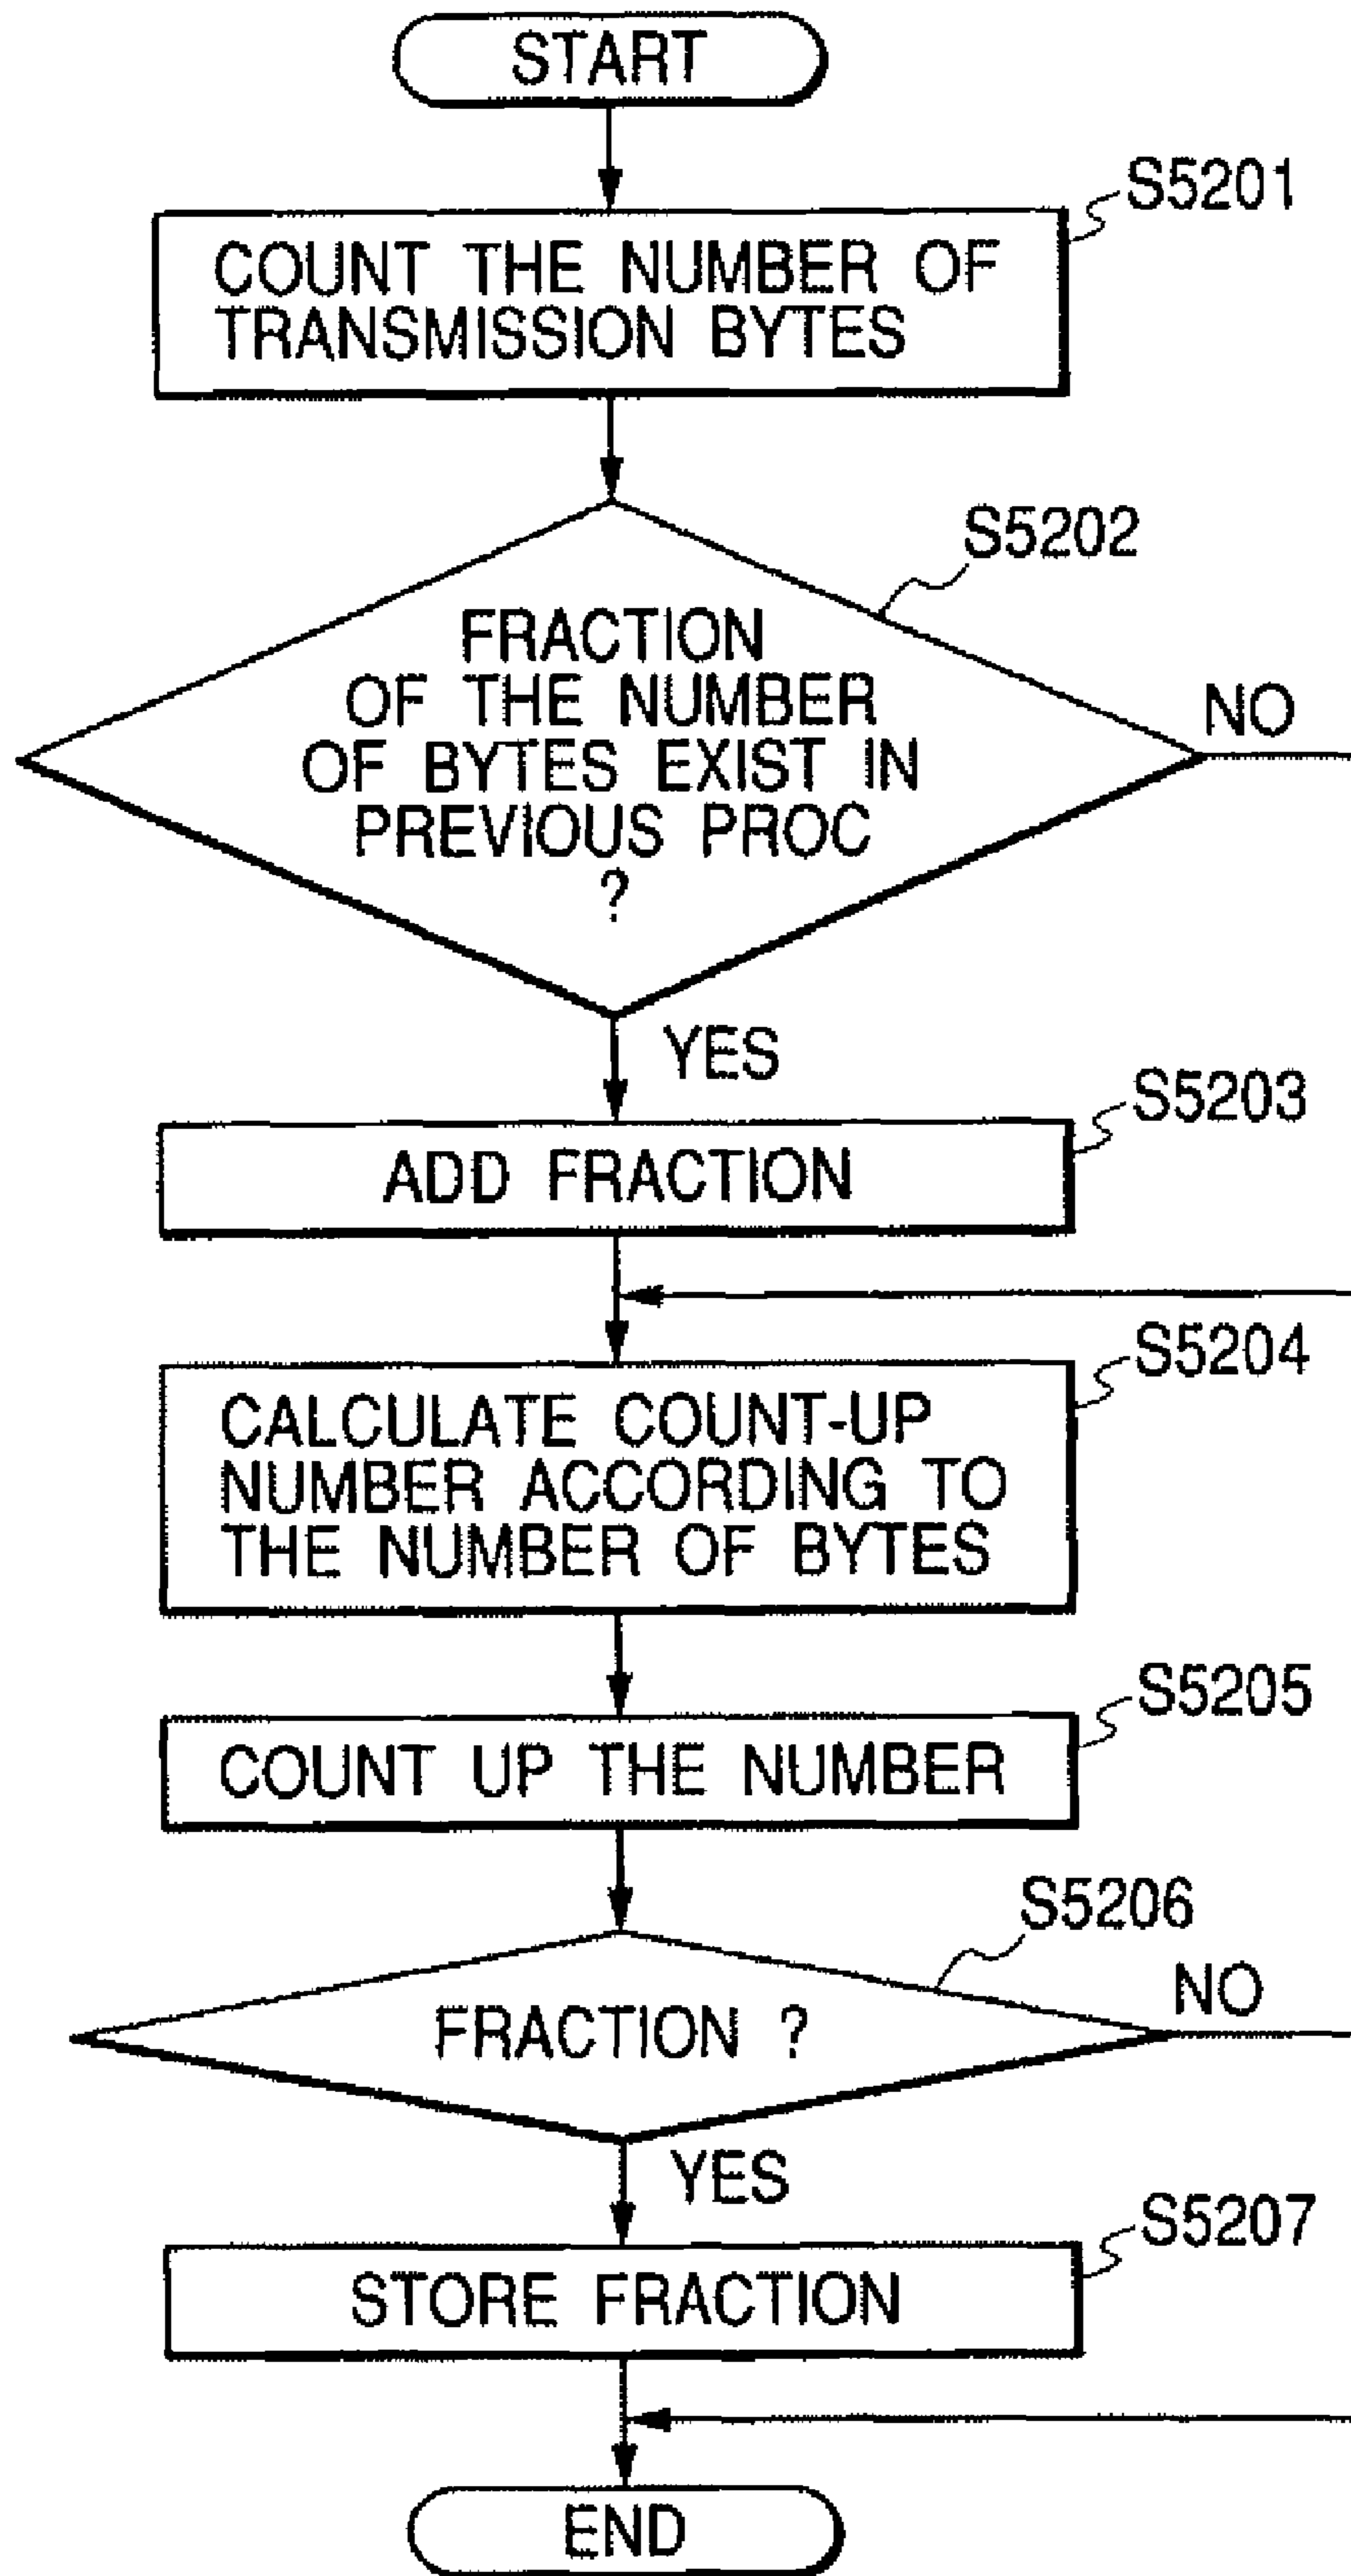 START
S5201
COUNT THE NUMBER OF
TRANSMISSION BYTES
S5202
FRACTION
OF THE NUMBER
OF BYTES EXIST IN
PREVIOUS PROC
?
NO
YES
S5203
ADD FRACTION
S5204
CALCULATE COUNT-UP
NUMBER ACCORDING TO
THE NUMBER OF BYTES
S5205
COUNT UP THE NUMBER
S5206
FRACTION ?
NO
YES
S5207
STORE FRACTION
END